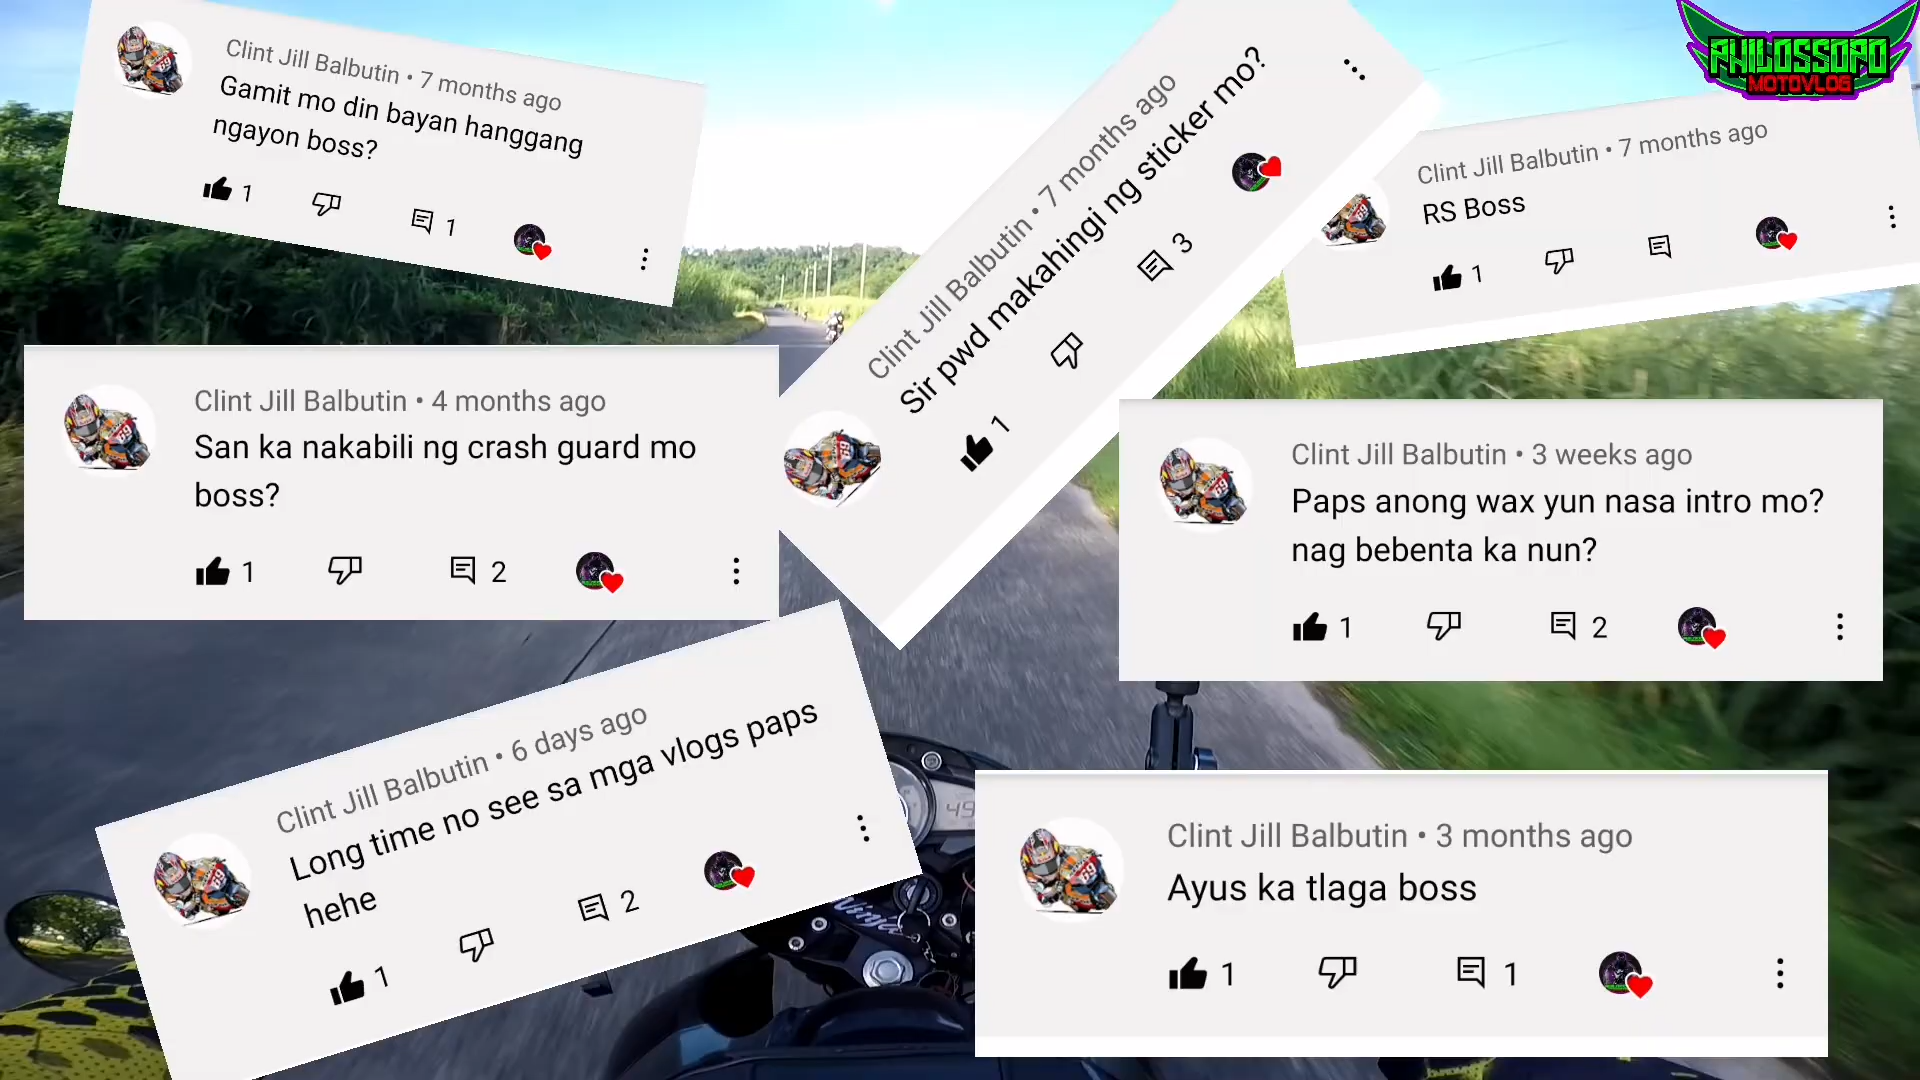 PHILOSSOPO
MOTOVLOG
Clint Jill Balbutin • 7 months ago
Gamit mo din bayan hanggang
ngayon boss?
1
1
Clint Jill Balbutin • 7 months ago
Sir pwd makahingi ng sticker mo?
1
3
Clint Jill Balbutin • 7 months ago
RS Boss
1
Clint Jill Balbutin • 4 months ago
San ka nakabili ng crash guard mo
boss?
1
2
Clint Jill Balbutin • 3 weeks ago
Paps anong wax yun nasa intro mo?
nag bebenta ka nun?
1
2
Clint Jill Balbutin • 6 days ago
Long time no see sa mga vlogs paps
hehe
1
2
Clint Jill Balbutin • 3 months ago
Ayus ka tlaga boss
1
1
Ninja
49